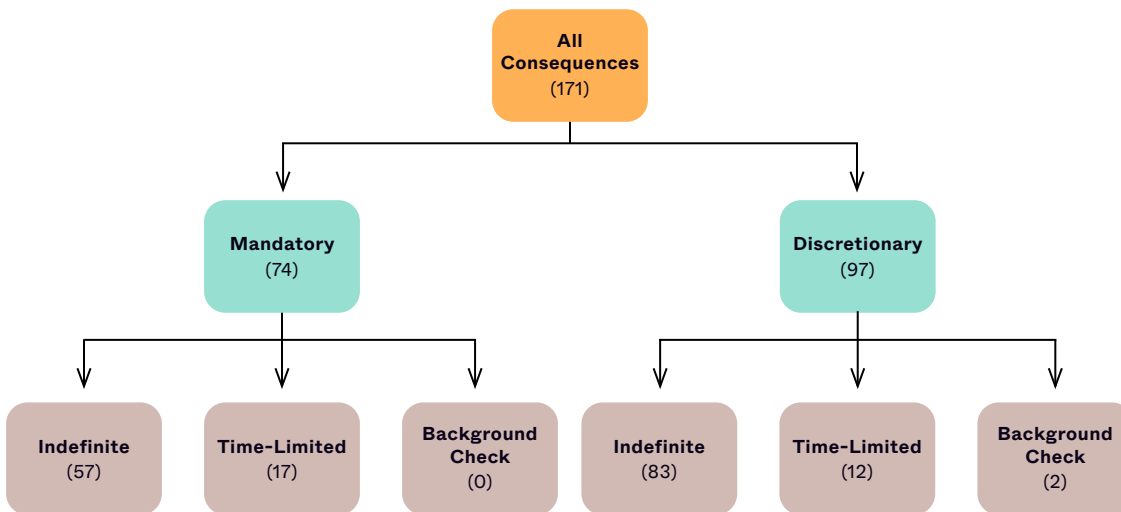 All
Consequences
(171)
Mandatory
(74)
Discretionary
(97)
Indefinite
(57)
Time-Limited
(17)
Background
Check
(0)
Indefinite
(83)
Time-Limited
(12)
Background
Check
(2)